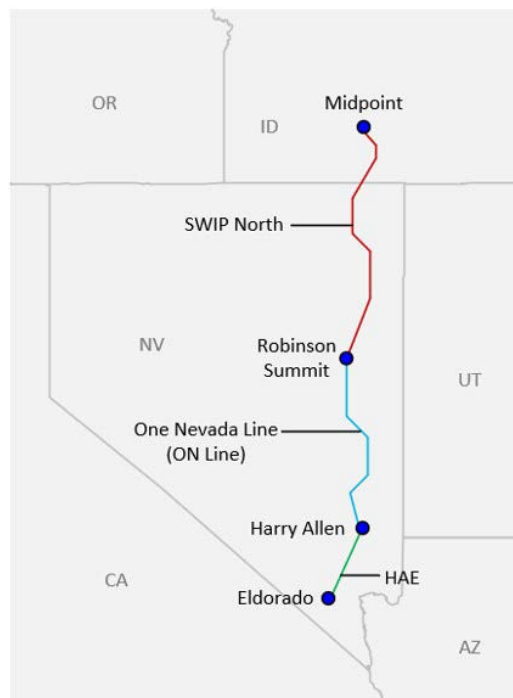 OR
ID
Midpoint
SWIP North
NV
Robinson
Summit
UT
One Nevada Line
(ON Line)
Harry Allen
CA
HAE
Eldorado
AZ